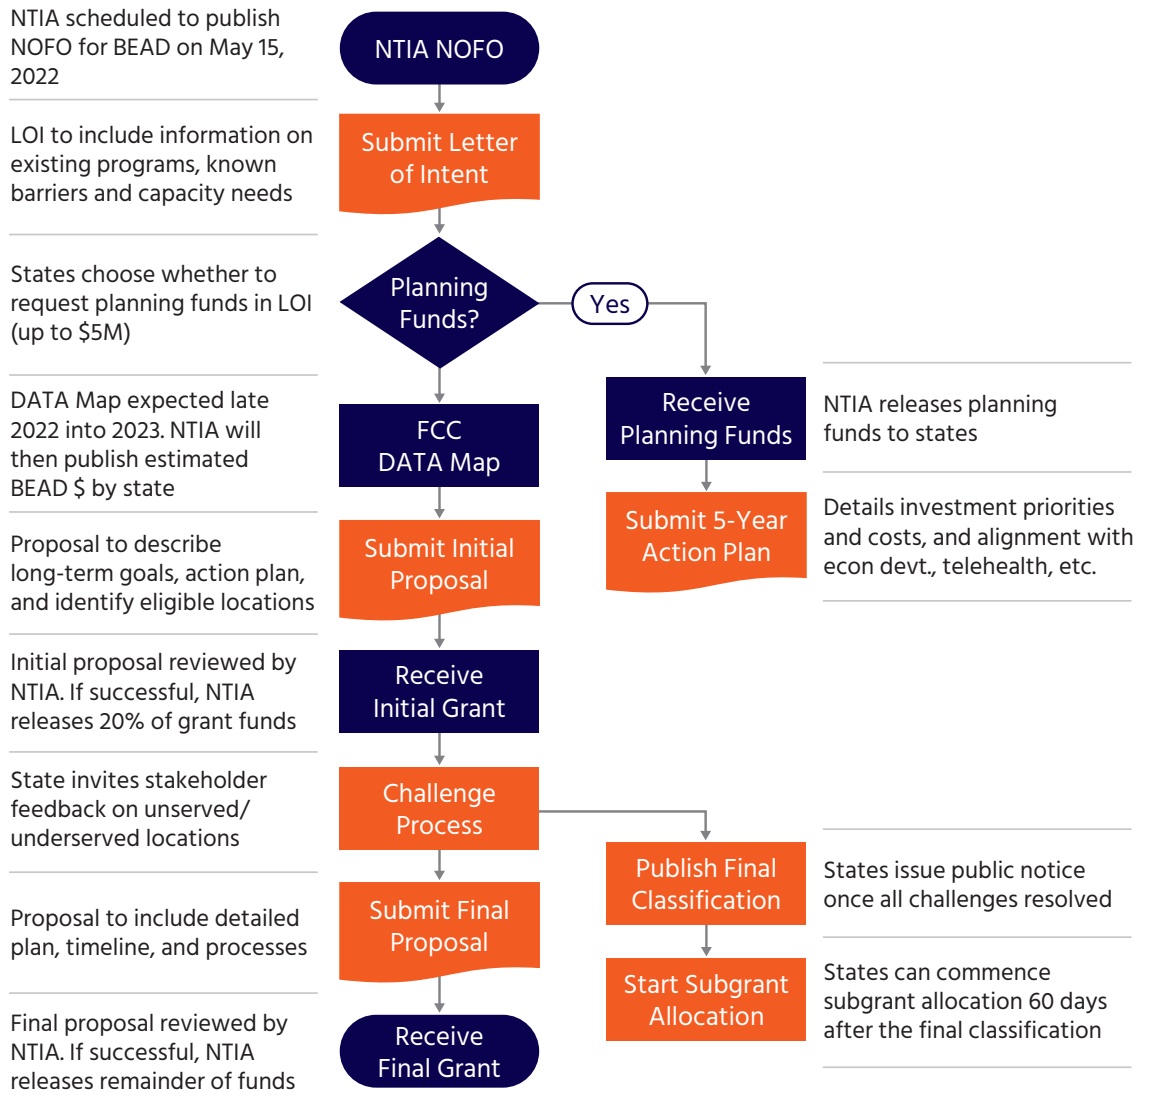 NTIA scheduled to publish
NOFO for BEAD on May 15,
2022
NTIA NOFO
LOI to include information on
existing programs, known
barriers and capacity needs
Submit Letter
of Intent
States choose whether to
request planning funds in LOI
(up to $5M)
Planning
Funds?
Yes
DATA Map expected late
2022 into 2023. NTIA will
then publish estimated
BEAD $ by state
FCC
DATA Map
Receive
Planning Funds
NTIA releases planning
funds to states
Proposal to describe
long-term goals, action plan,
and identify eligible locations
Submit Initial
Proposal
Submit 5-Year
Action Plan
Details investment priorities
and costs, and alignment with
econ devt., telehealth, etc.
Initial proposal reviewed by
NTIA. If successful, NTIA
releases 20% of grant funds
Receive
Initial Grant
State invites stakeholder
feedback on unserved/
underserved locations
Challenge
Process
Publish Final
Classification
States issue public notice
once all challenges resolved
Proposal to include detailed
plan, timeline, and processes
Submit Final
Proposal
Start Subgrant
Allocation
States can commence
subgrant allocation 60 days
after the final classification
Final proposal reviewed by
NTIA. If successful, NTIA
releases remainder of funds
Receive
Final Grant